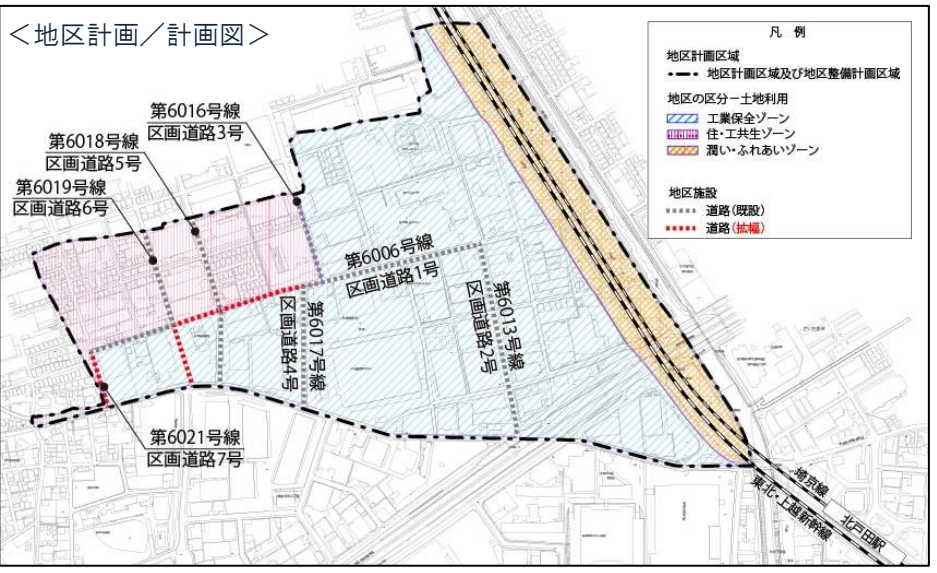 ＜地区計画／計画図＞
凡 例
地区計画区域
地区計画区域及び地区整備計画区域
地区の区分－土地利用
工業保全ゾーン
住・工共生ゾーン
潤い・ふれあいゾーン
地区施設
道路(既設)
道路(拡幅)
第6016号線
区画道路3号
第6018号線
区画道路5号
第6019号線
区画道路6号
第6006号線
区画道路1号
第6013号線
区画道路2号
第6017号線
区画道路4号
第6021号線
区画道路7号
埼京線
東北・上越新幹線
北戸田駅